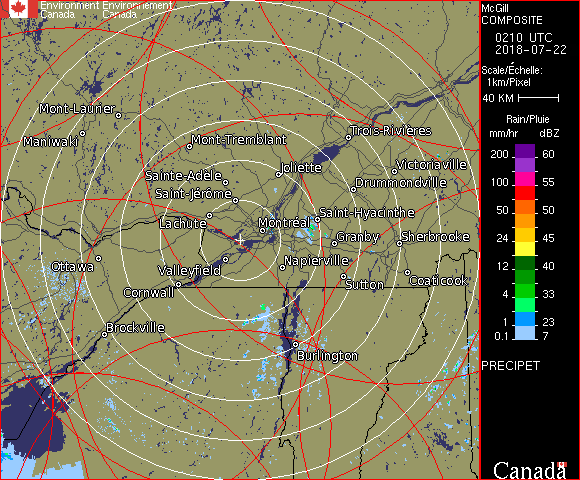 Environment Environnement
Canada Canada
McGill
COMPOSITE
0210 UTC
2018-07-22
Scale/Échelle:
1km/Pixel
40 KM
Rain/Pluie
mm/hr dBZ
200 60
100 55
50 50
24 45
12 40
4 33
1 23
0.1 7
PRECIPET
Canada
Mont-Laurier
Maniwaki
Mont-Tremblant
Trois-Rivières
Joliette
Victoriaville
Sainte-Adèle
Drummondville
Saint-Jérôme
Saint-Hyacinthe
Lachute
Montréal
Granby
Sherbrooke
Ottawa
Valleyfield
Napierville
Cornwall
Sutton
Coaticook
Brockville
Burlington